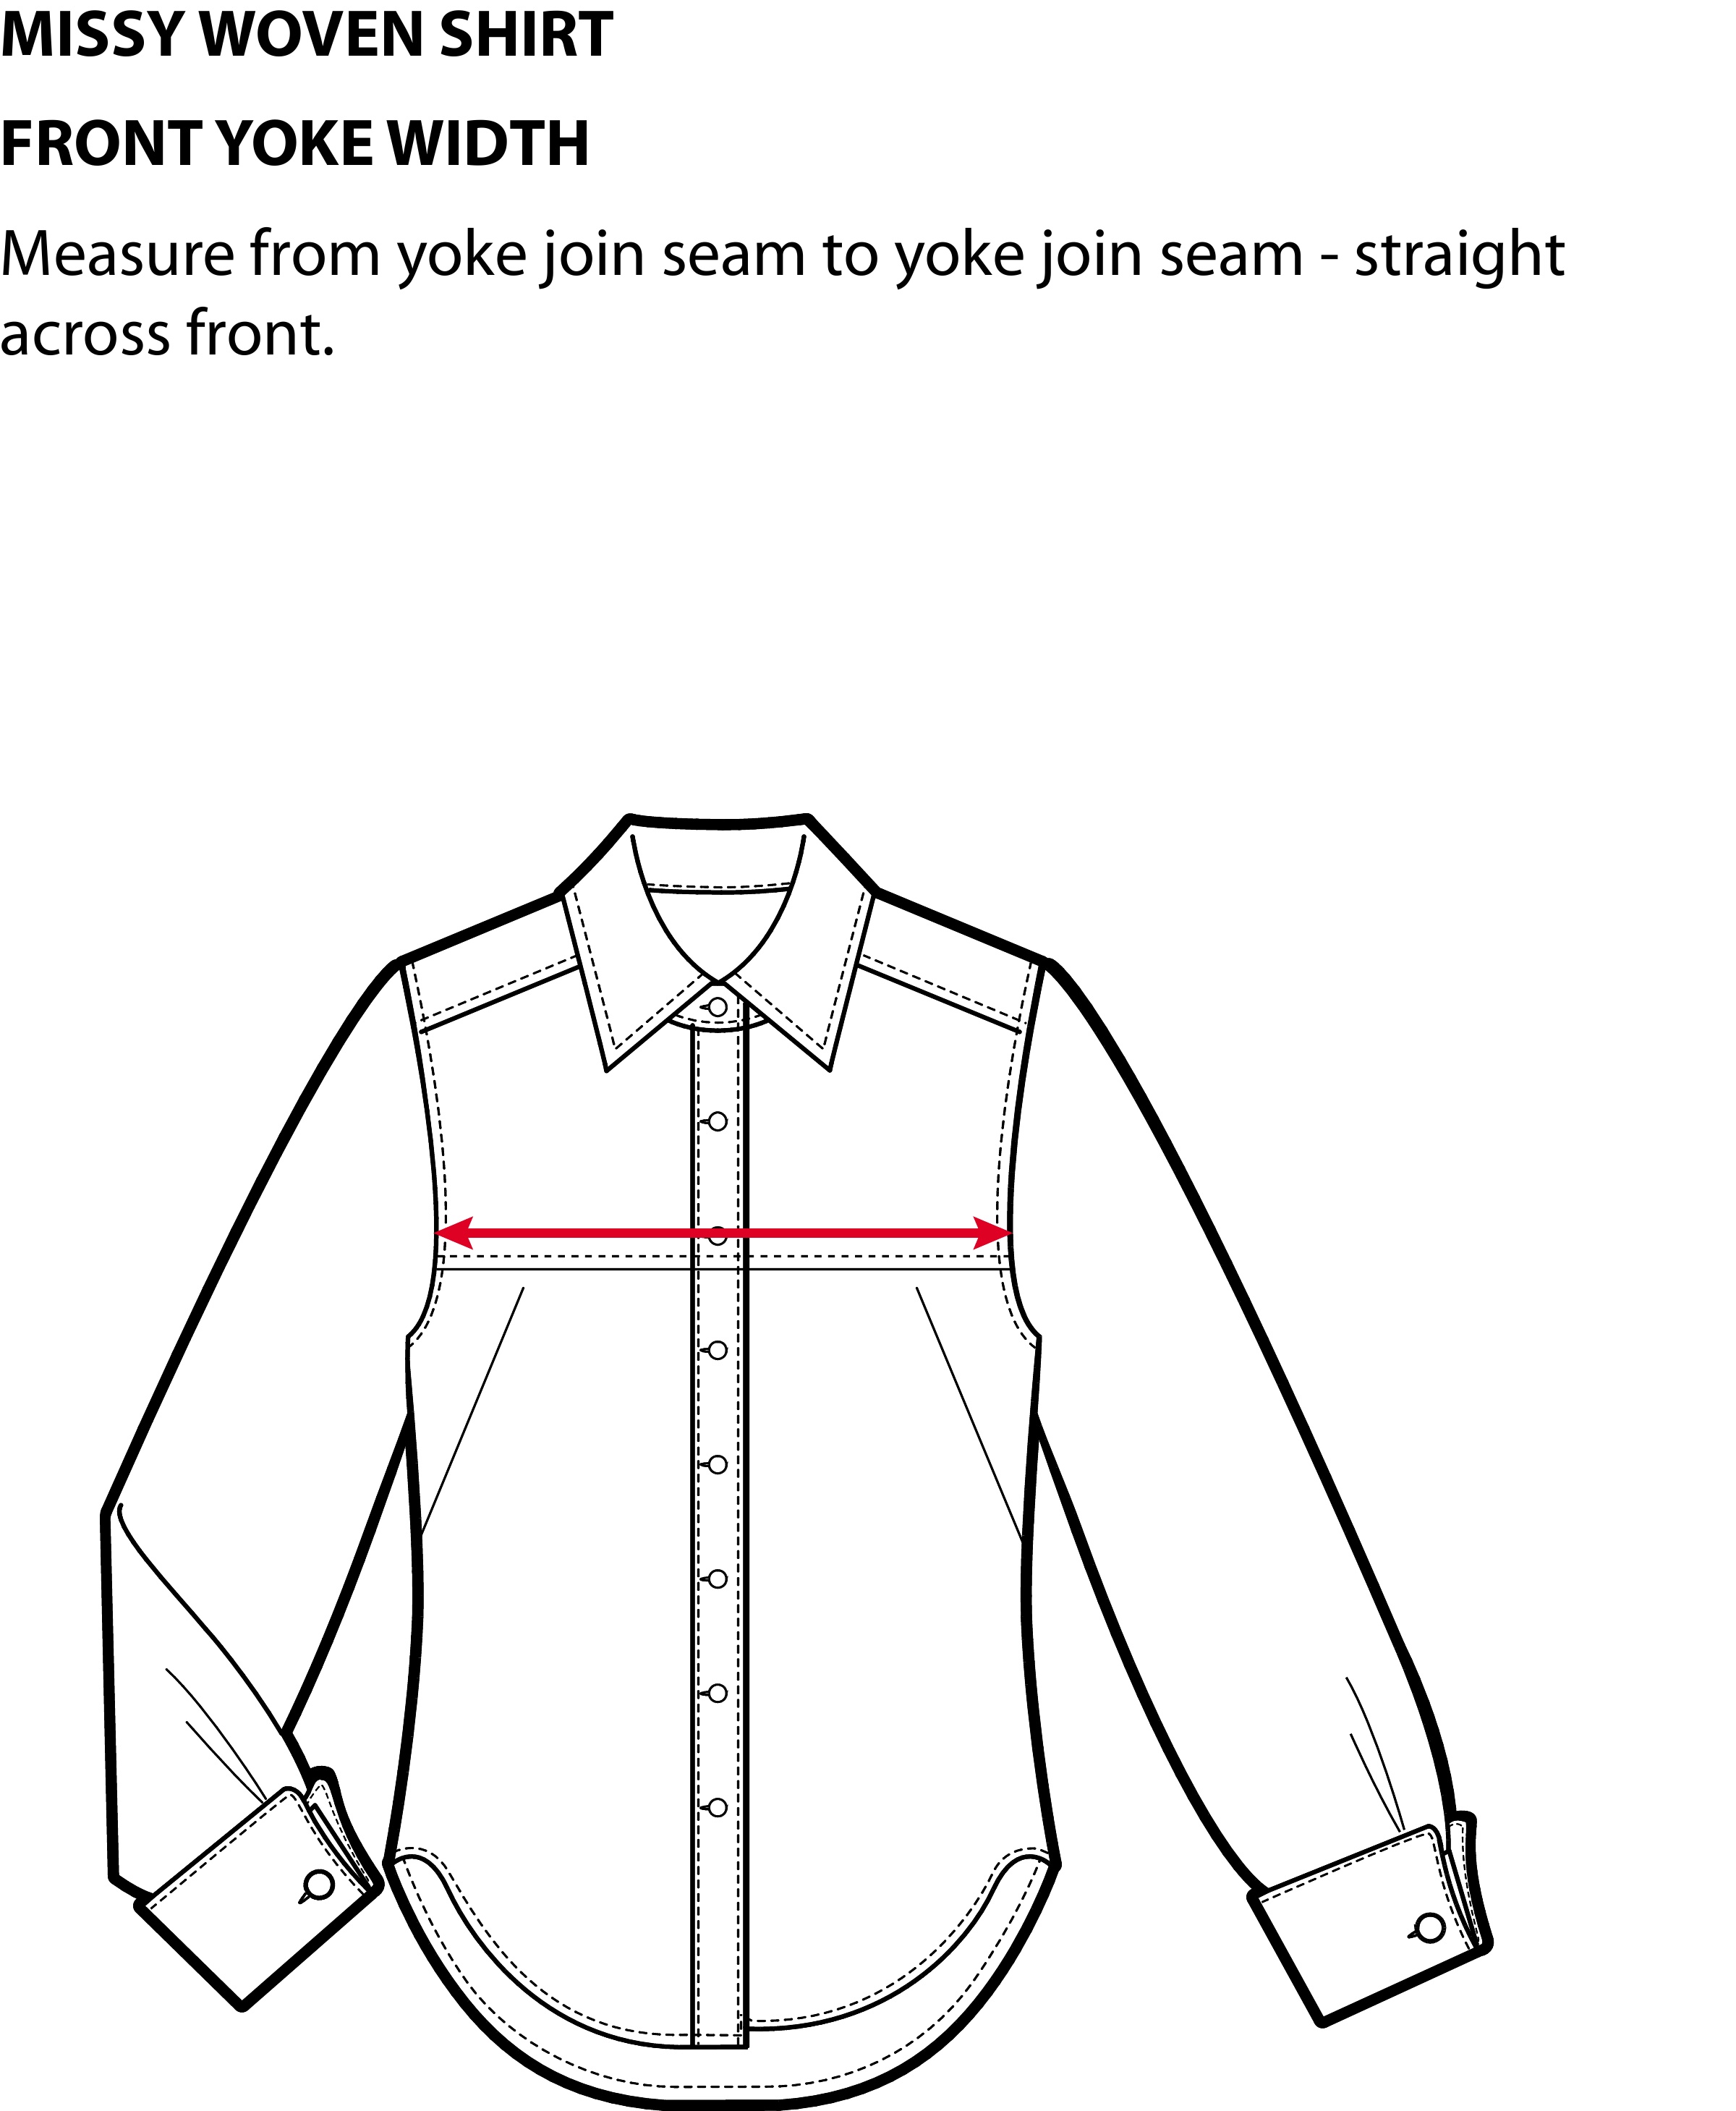 MISSY WOVEN SHIRT
FRONT YOKE WIDTH
Measure from yoke join seam to yoke join seam - straight
across front.